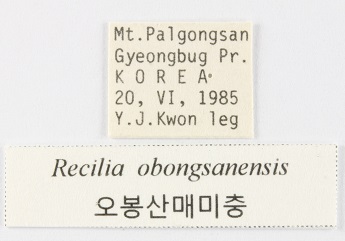 Mt.Palgongsan
Gyeongbug Pr.
K O R E A
20, VI, 1985
Y.J.Kwon leg
Recilia obongsanensis
오봉산매미충